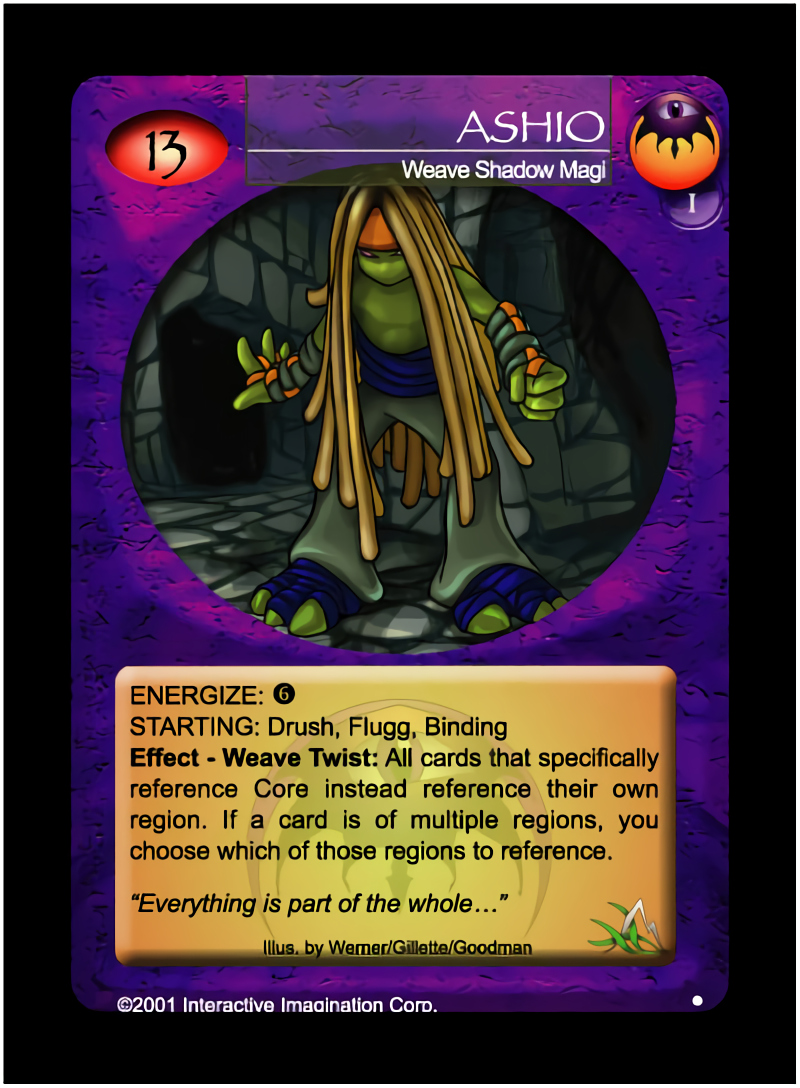 13
ASHIO
Weave Shadow Magi
I
ENERGIZE: 6
STARTING: Drush, Flugg, Binding
Effect - Weave Twist: All cards that specifically
reference Core instead reference their own
region. If a card is of multiple regions, you
choose which of those regions to reference.
“Everything is part of the whole…”
Illus. by Werner/Gillette/Goodman
©2001 Interactive Imagination Corp.